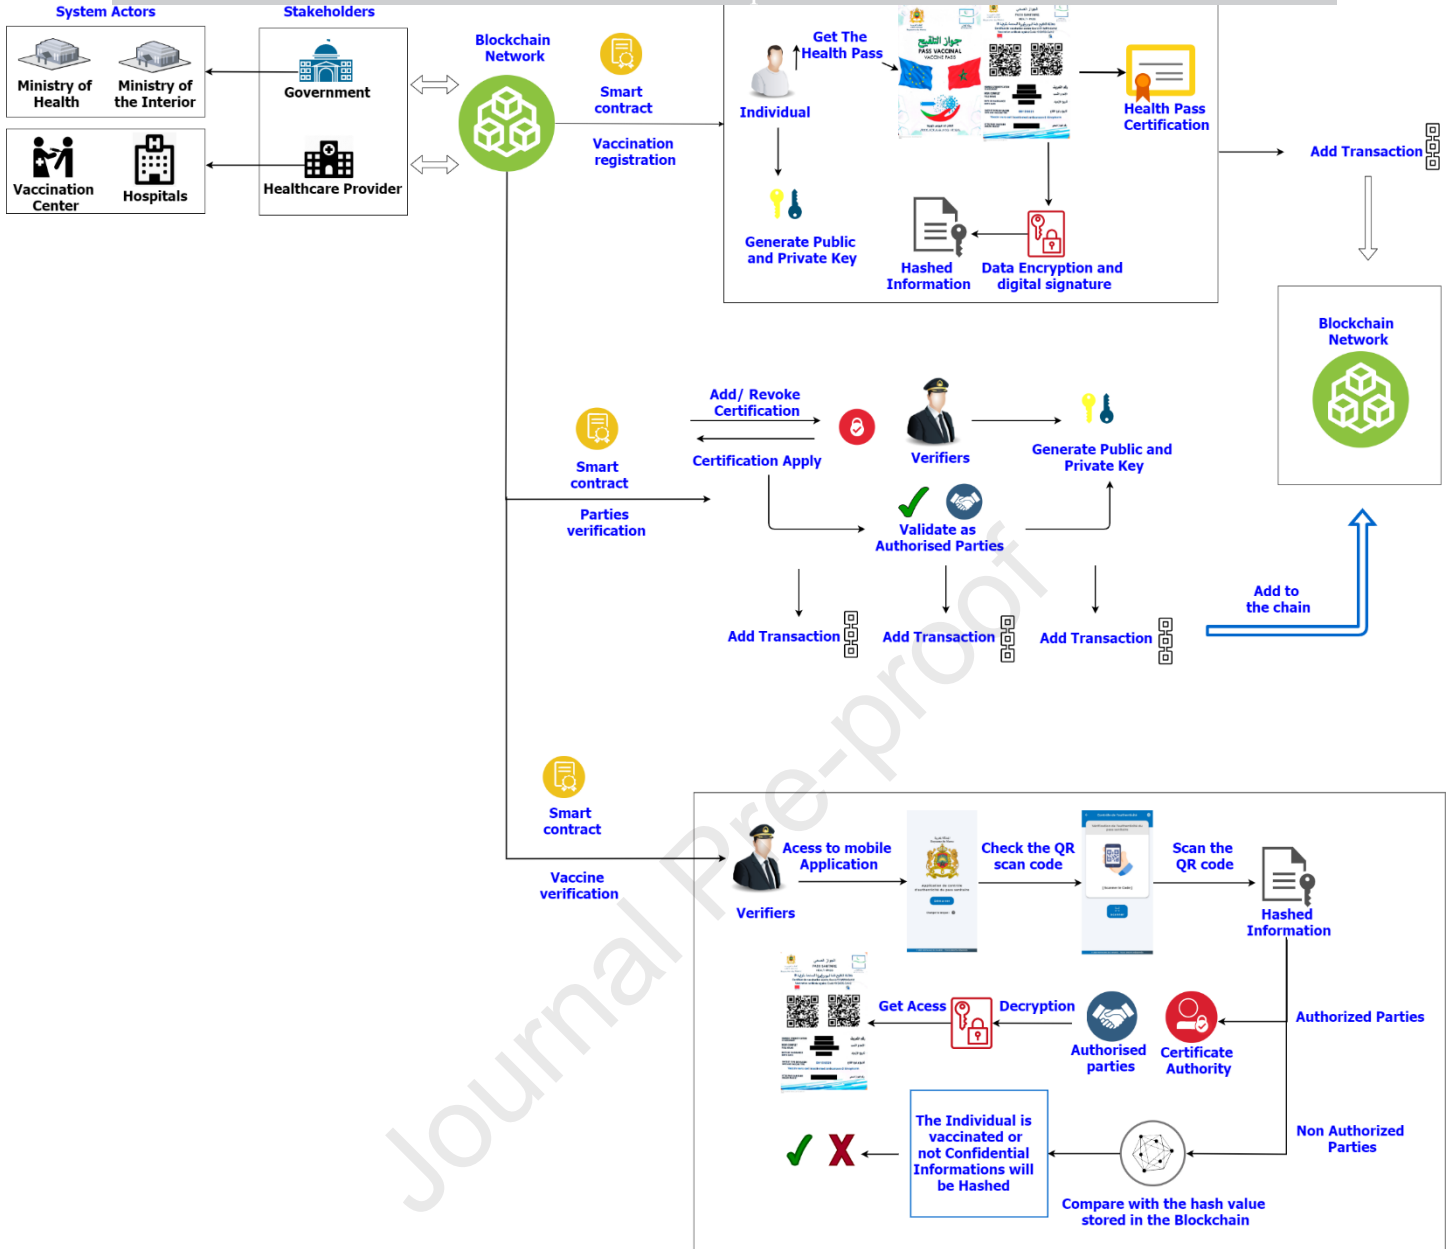 System Actors
Stakeholders
Ministry of
Health
Ministry of
the Interior
Government
Vaccination
Center
Hospitals
Healthcare Provider
Blockchain
Network
Smart
contract
Vaccination
registration
Individual
Get The
Health Pass
جواز التلقيح
PASS VACCINAL
VACCINE PASS
Health Pass
Certification
Generate Public
and Private Key
Hashed
Information
Data Encryption and
digital signature
Add Transaction
Blockchain
Network
Smart
contract
Parties
verification
Add/ Revoke
Certification
Certification Apply
Verifiers
Generate Public and
Private Key
Validate as
Authorised Parties
Add Transaction
Add Transaction
Add Transaction
Add to
the chain
Smart
contract
Vaccine
verification
Verifiers
Acess to mobile
Application
Check the QR
scan code
Scan the
QR code
Hashed
Information
Get Acess
Decryption
Authorised
parties
Certificate
Authority
Authorized Parties
The Individual is
vaccinated or
not Confidential
Informations will
be Hashed
Compare with the hash value
stored in the Blockchain
Non Authorized
Parties
Journal Pre-proof